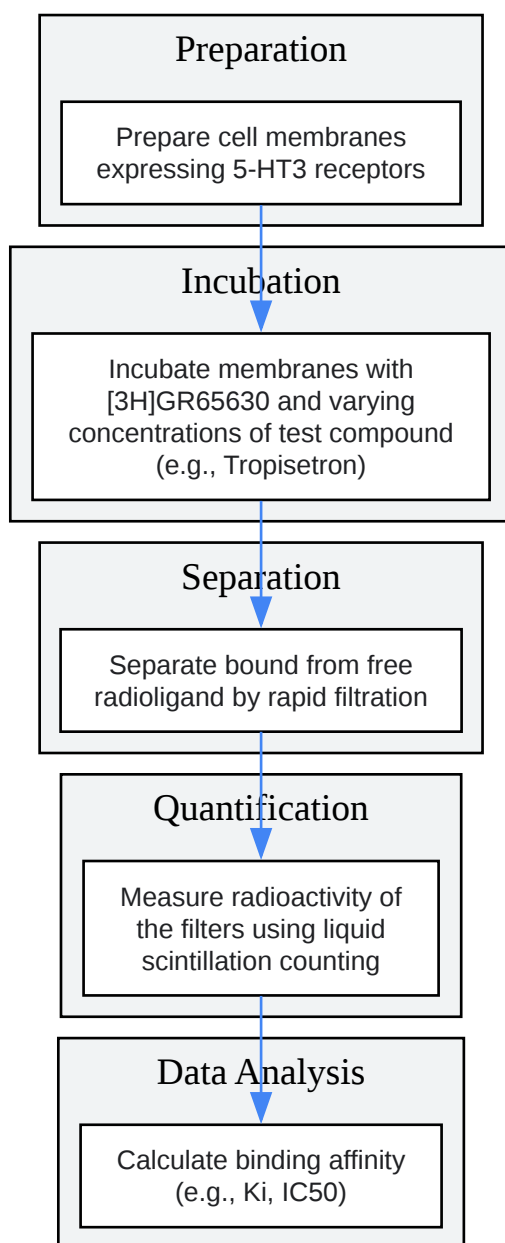 Preparation
Prepare cell membranes
expressing 5-HT3 receptors
Incubation
Incubate membranes with
[3H]GR65630 and varying
concentrations of test compound
(e.g., Tropisetron)
Separation
Separate bound from free
radioligand by rapid filtration
Quantification
Measure radioactivity of
the filters using liquid
scintillation counting
Data Analysis
Calculate binding affinity
(e.g., Ki, IC50)